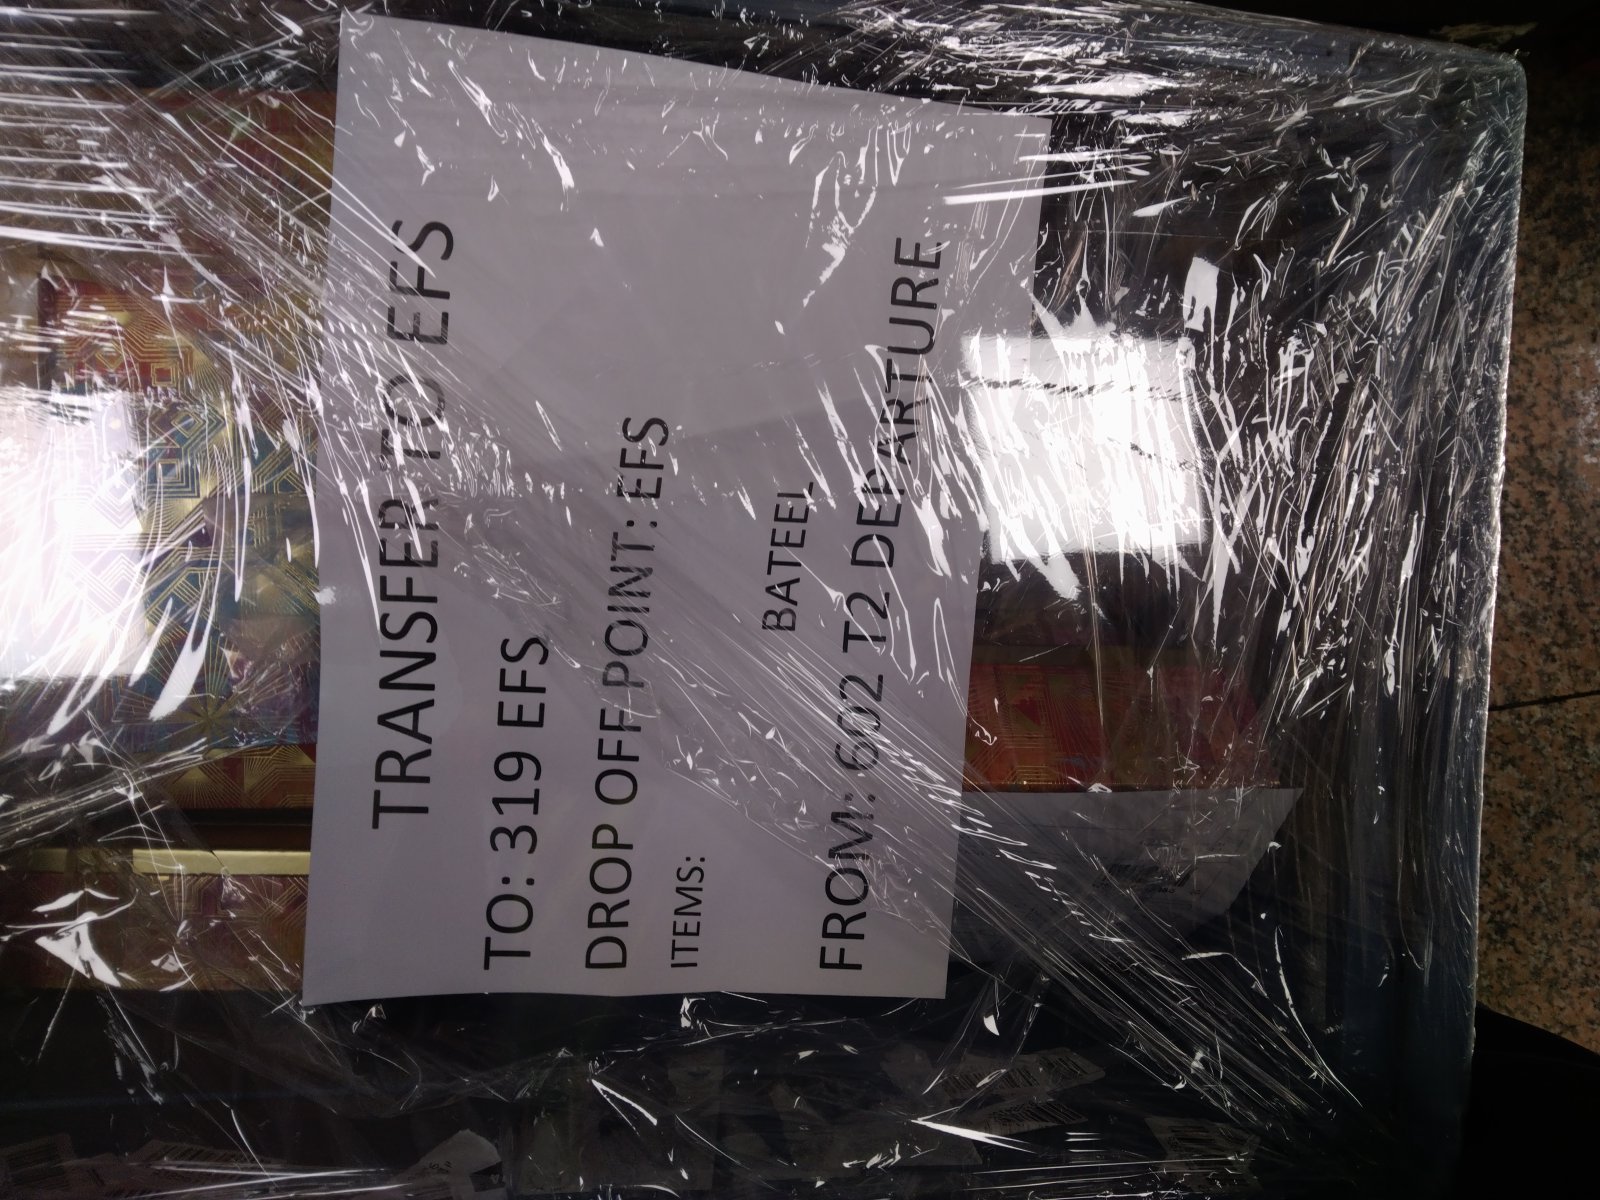 TRANSFER TO EFS
TO: 319 EFS
DROP OFF POINT: EFS
ITEMS:
BATEEL
FROM: 602 T2 DEPARTURE